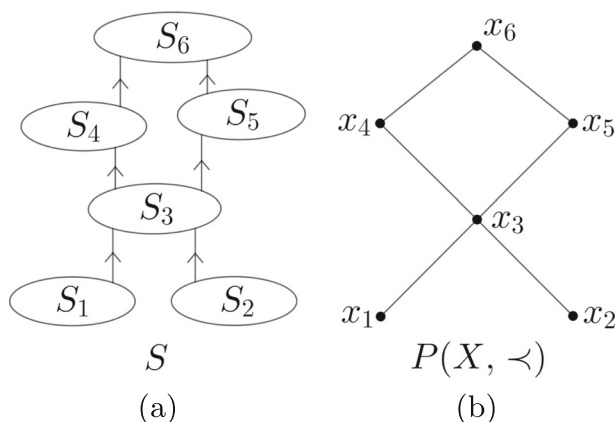 S₆ x₆
S₄ S₅ x₄ x₅
S₃ x₃
S₁ S₂ x₁ x₂
S P(X, ≺)
(a) (b)